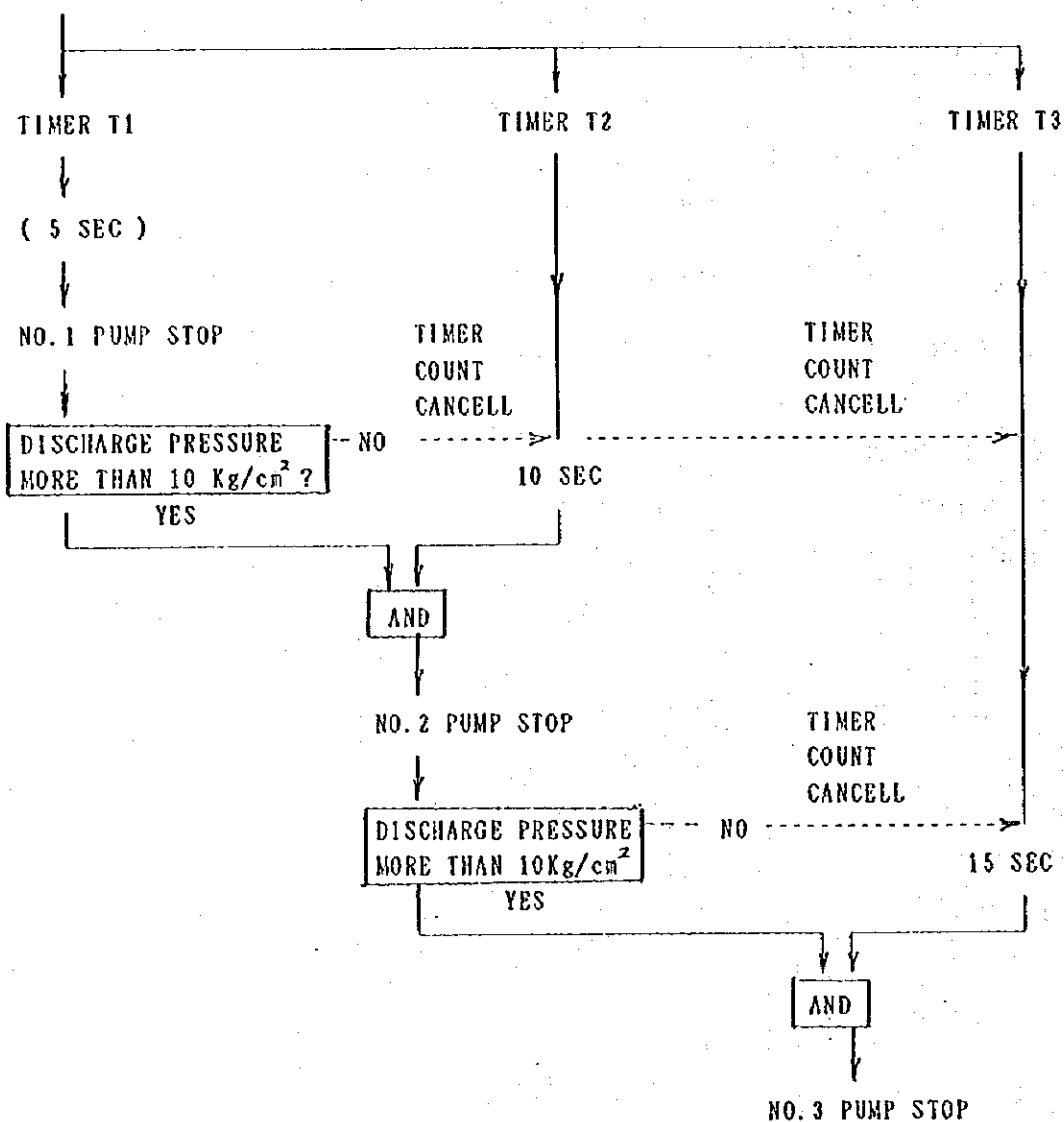 TIMER T1
TIMER T2
TIMER T3
( 5 SEC )
NO.1 PUMP STOP
TIMER
COUNT
CANCELL
TIMER
COUNT
CANCELL
DISCHARGE PRESSURE
MORE THAN 10 Kg/cm² ?
NO
10 SEC
YES
AND
NO.2 PUMP STOP
TIMER
COUNT
CANCELL
DISCHARGE PRESSURE
MORE THAN 10Kg/cm²
NO
15 SEC
YES
AND
NO.3 PUMP STOP